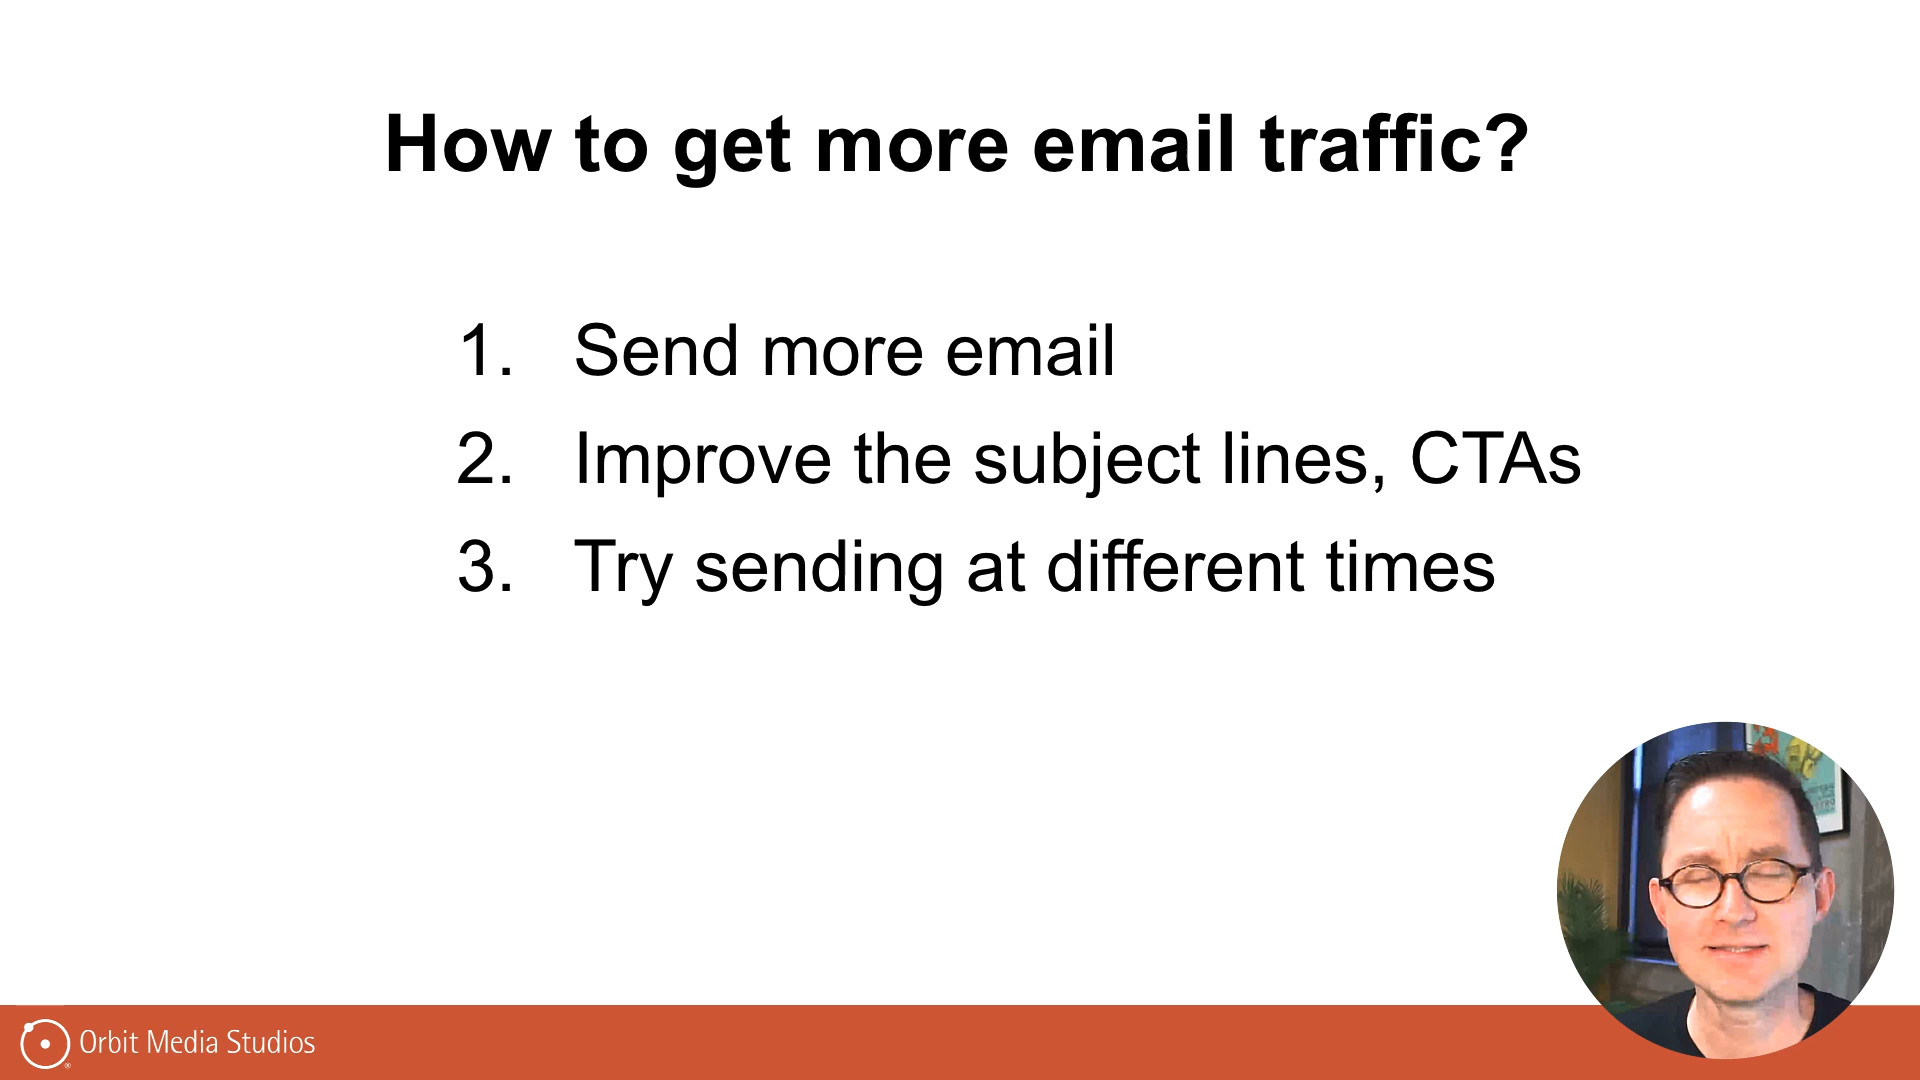 How to get more email traffic?
1. Send more email
2. Improve the subject lines, CTAs
3. Try sending at different times
Orbit Media Studios